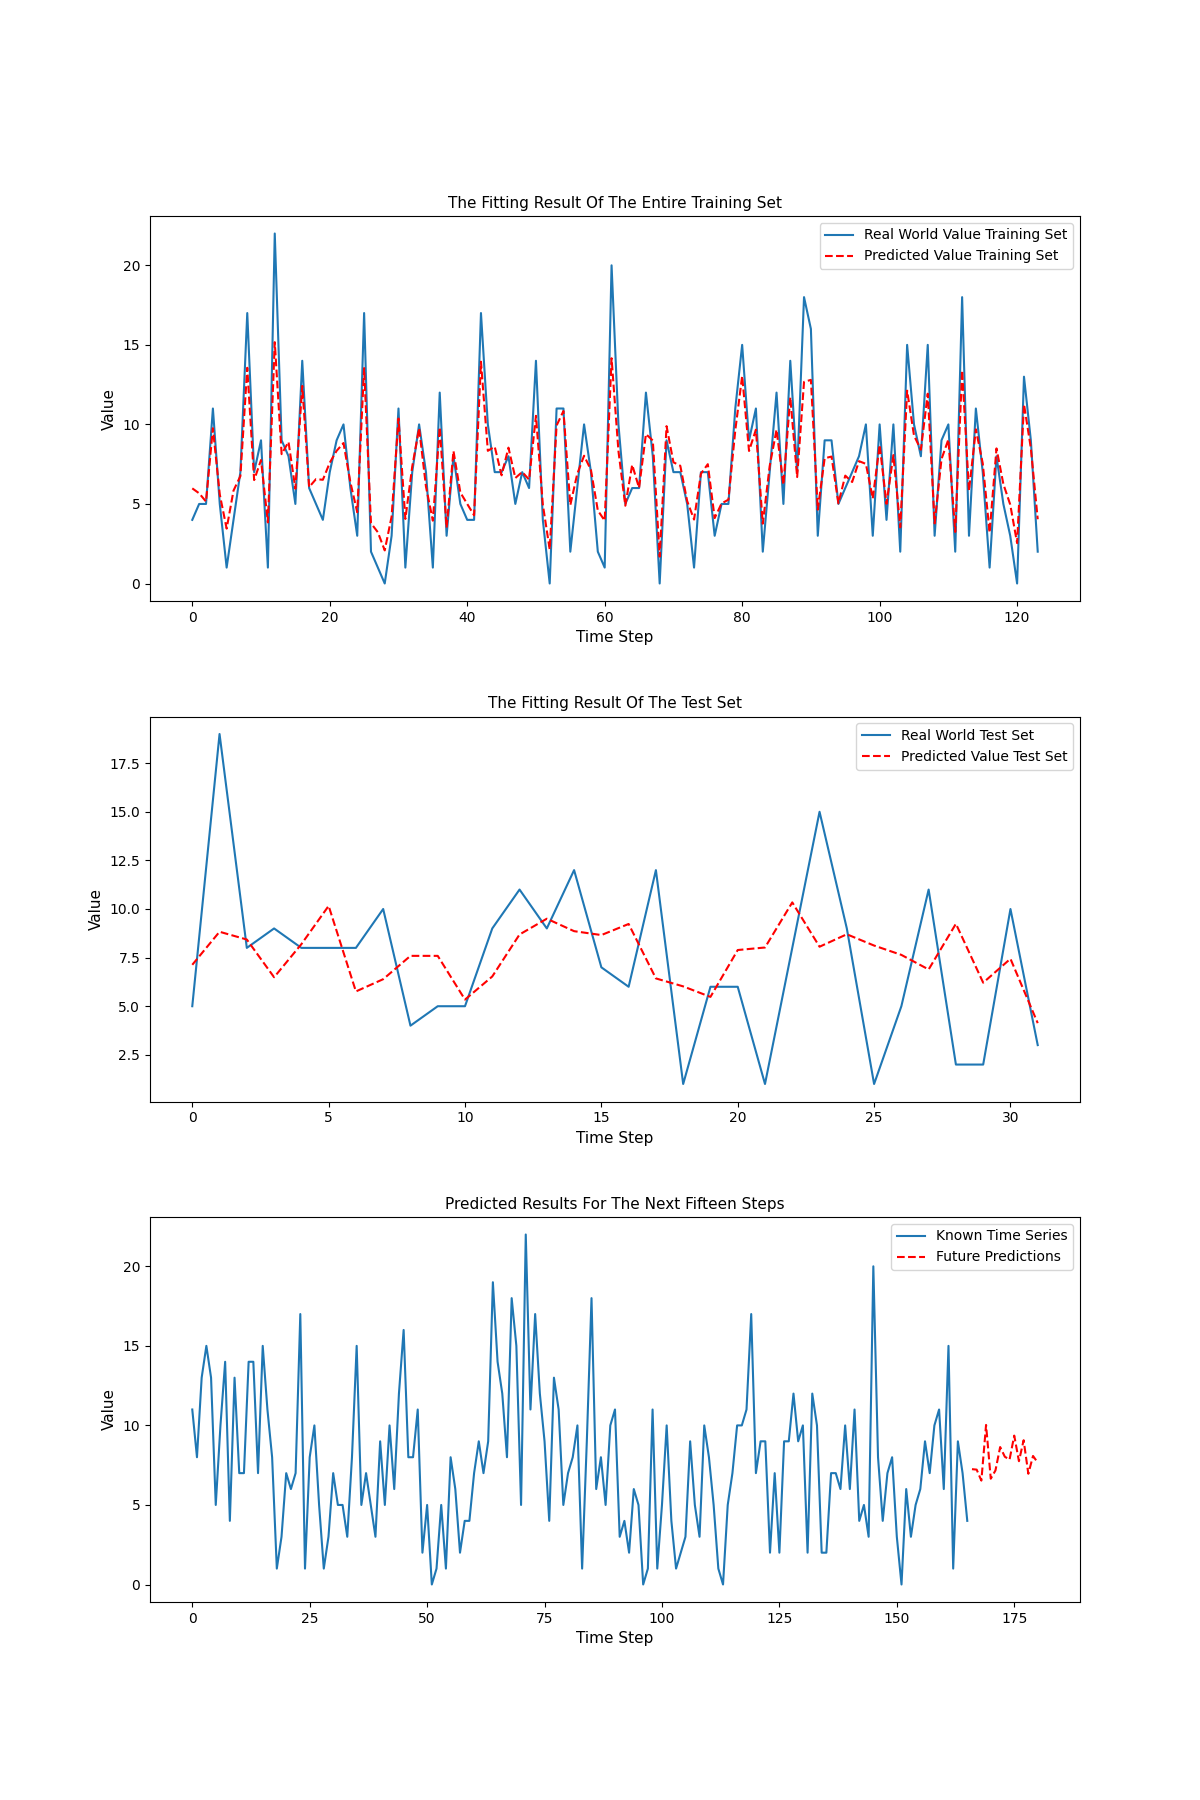 The Fitting Result Of The Entire Training Set
Real World Value Training Set
Predicted Value Training Set
Value
20
15
10
5
0
0 20 40 60 80 100 120
Time Step
The Fitting Result Of The Test Set
Real World Test Set
Predicted Value Test Set
Value
17.5
15.0
12.5
10.0
7.5
5.0
2.5
0 5 10 15 20 25 30
Time Step
Predicted Results For The Next Fifteen Steps
Known Time Series
Future Predictions
Value
20
15
10
5
0
0 25 50 75 100 125 150 175
Time Step